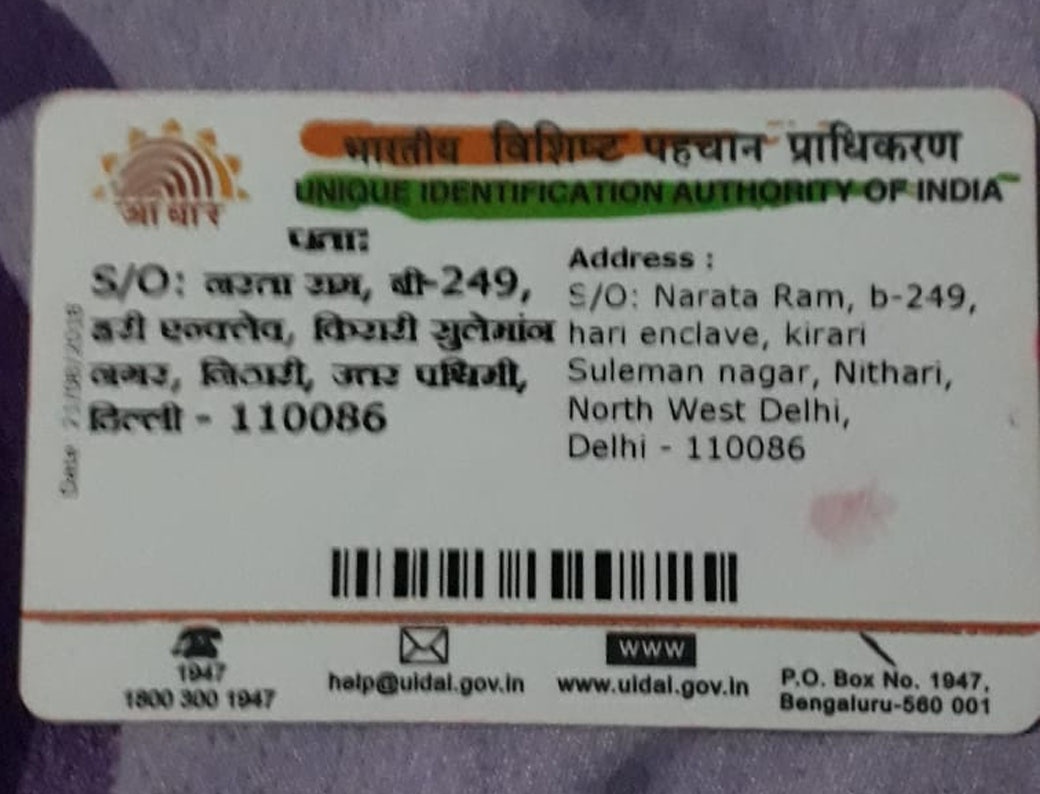 भारतीय विशिष्ट पहचान प्राधिकरण
UNIQUE IDENTIFICATION AUTHORITY OF INDIA
आधार
पता:
S/O: नरता राम, बी-249,
हरी एन्क्लेव, किरारी सुलेमांन
नगर, निठारी, उत्तर पश्चिमी,
दिल्ली - 110086
Address :
S/O: Narata Ram, b-249,
hari enclave, kirari
Suleman nagar, Nithari,
North West Delhi,
Delhi - 110086
Date
1947
1800 300 1947
help@uidai.gov.in
WWW
www.uidai.gov.in
P.O. Box No. 1947,
Bengaluru-560 001